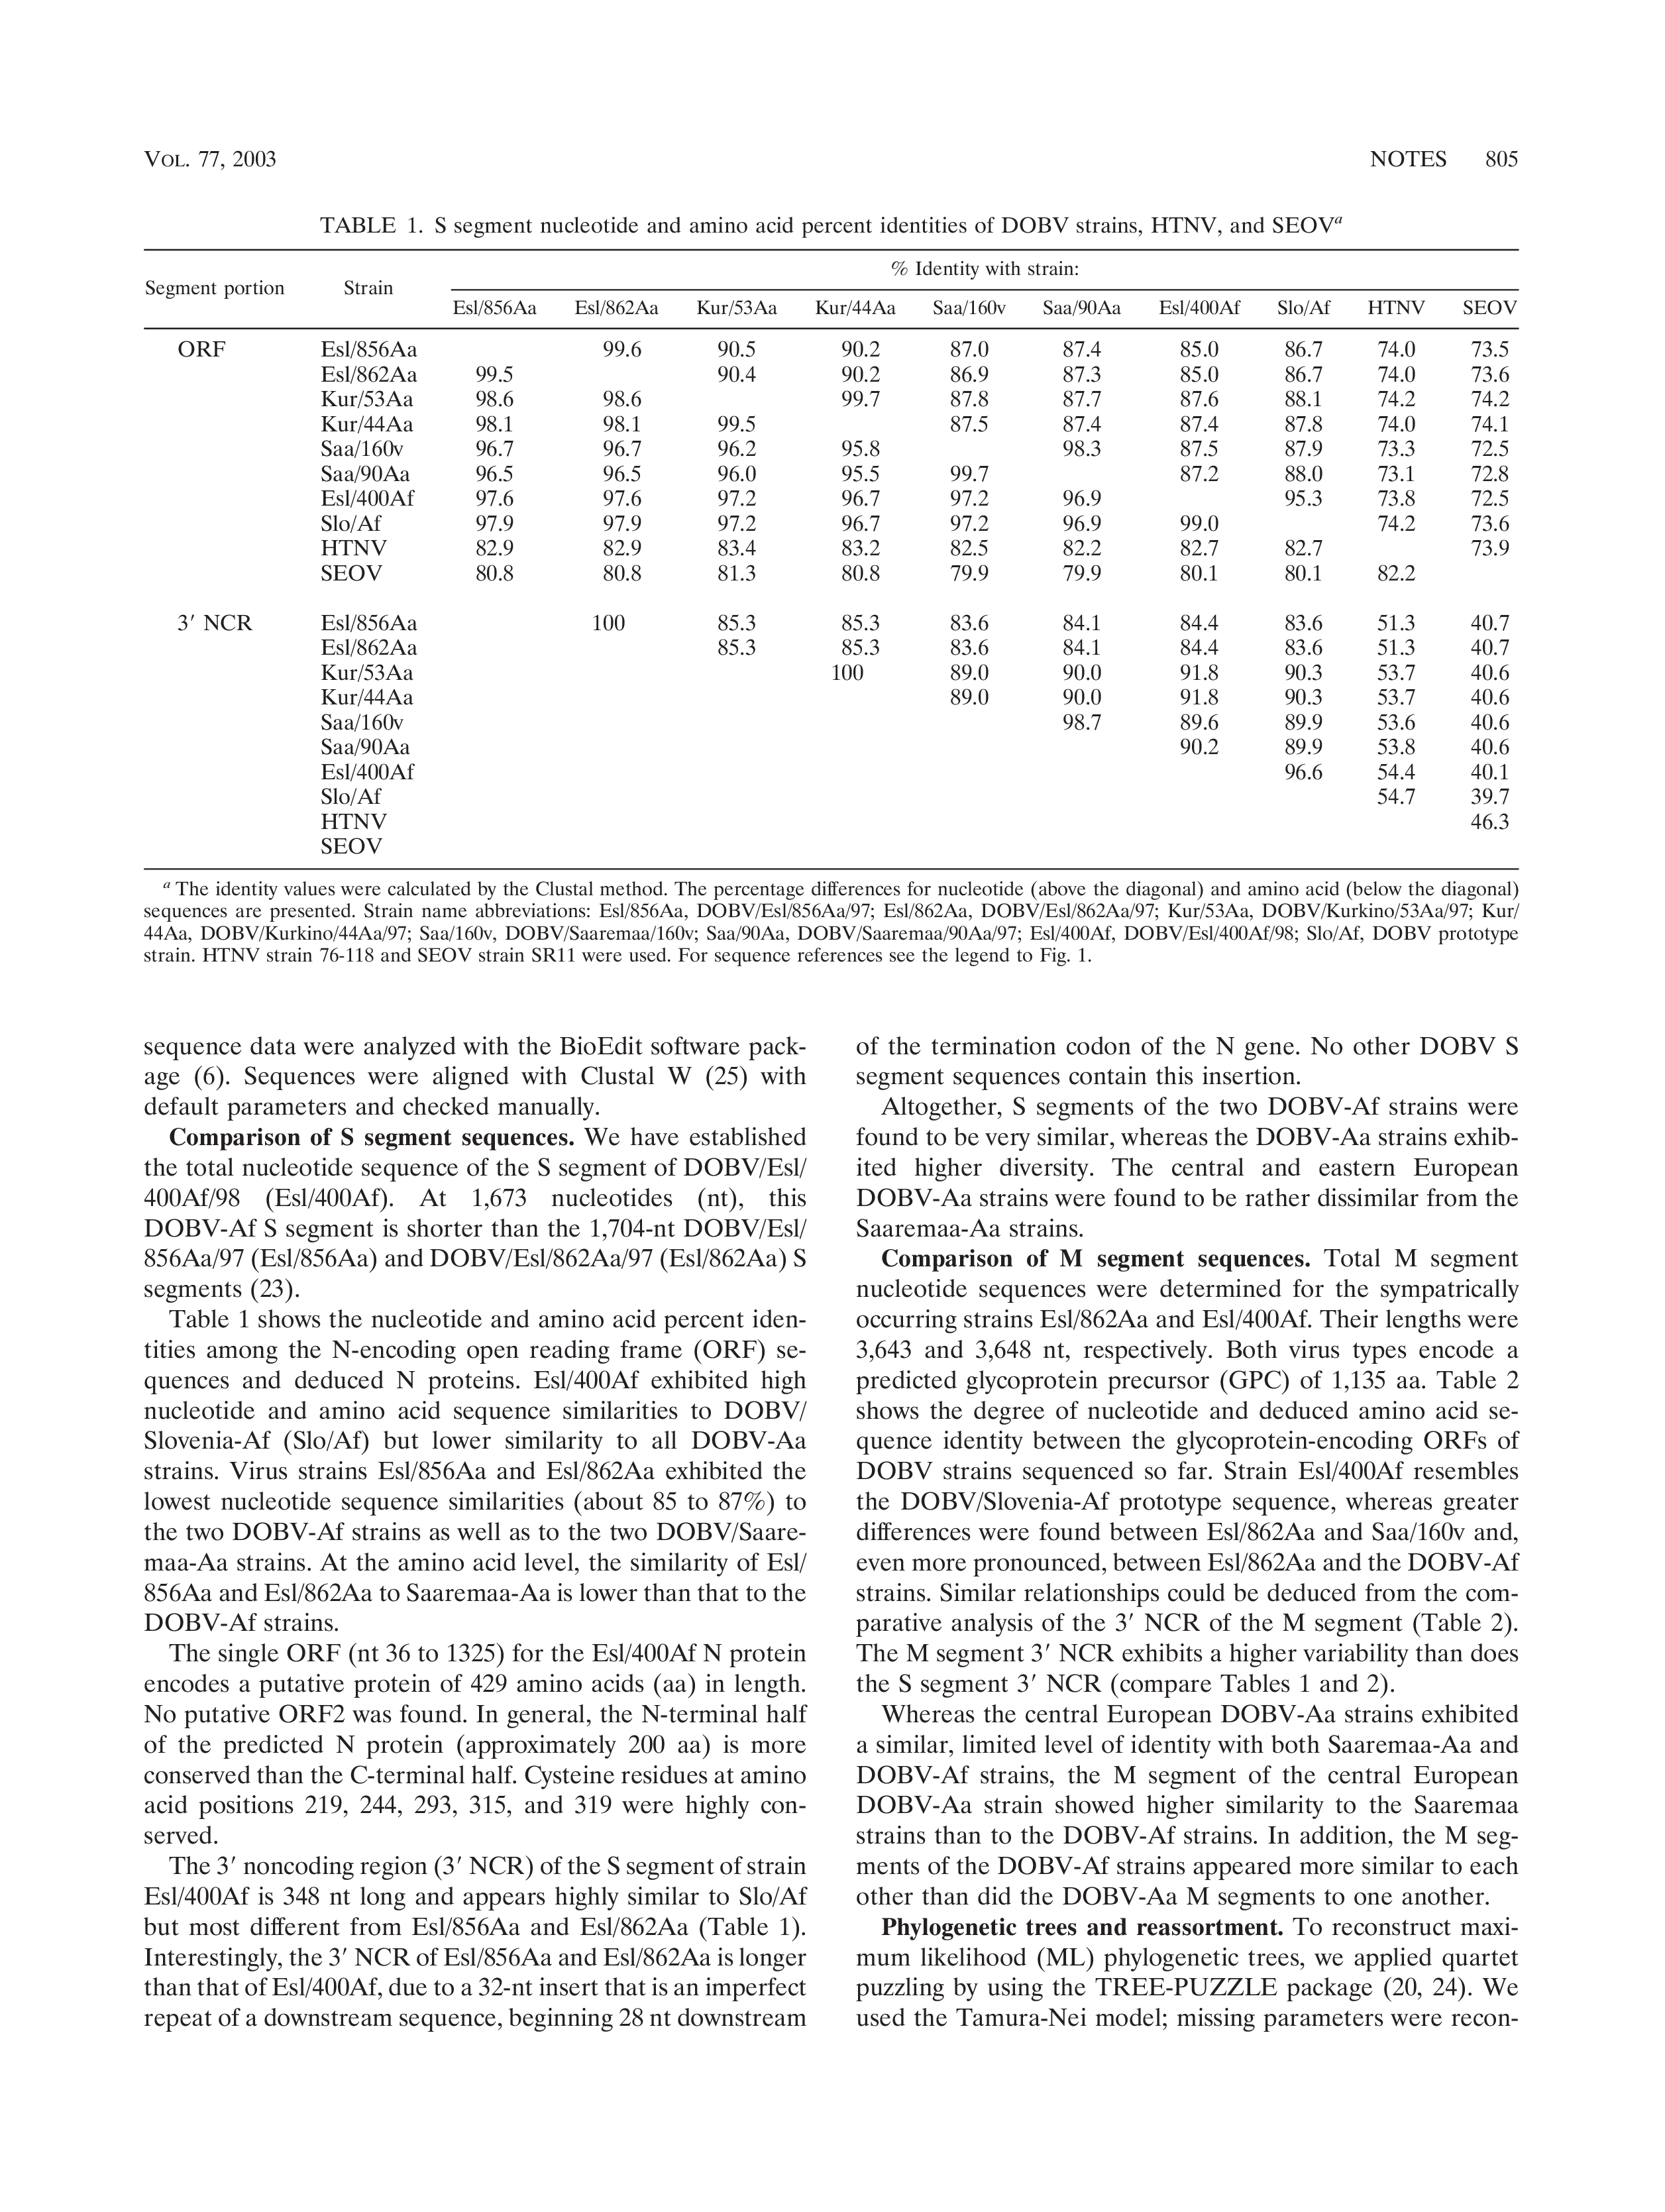 VOL. 77, 2003 NOTES 805
TABLE 1. S segment nucleotide and amino acid percent identities of DOBV strains, HTNV, and SEOVa
Segment portion Strain % Identity with strain:
Esl/856Aa Esl/862Aa Kur/53Aa Kur/44Aa Saa/160v Saa/90Aa Esl/400Af Slo/Af HTNV SEOV
ORF Esl/856Aa 99.6 90.5 90.2 87.0 87.4 85.0 86.7 74.0 73.5
Esl/862Aa 99.5 90.4 90.2 86.9 87.3 85.0 86.7 74.0 73.6
Kur/53Aa 98.6 98.6 99.7 87.8 87.7 87.6 88.1 74.2 74.2
Kur/44Aa 98.1 98.1 99.5 87.5 87.4 87.4 87.8 74.0 74.1
Saa/160v 96.7 96.7 96.2 95.8 98.3 87.5 87.9 73.3 72.5
Saa/90Aa 96.5 96.5 96.0 95.5 99.7 87.2 88.0 73.1 72.8
Esl/400Af 97.6 97.6 97.2 96.7 97.2 96.9 95.3 73.8 72.5
Slo/Af 97.9 97.9 97.2 96.7 97.2 96.9 99.0 74.2 73.6
HTNV 82.9 82.9 83.4 83.2 82.5 82.2 82.7 82.7 73.9
SEOV 80.8 80.8 81.3 80.8 79.9 79.9 80.1 80.1 82.2
3′ NCR Esl/856Aa 100 85.3 85.3 83.6 84.1 84.4 83.6 51.3 40.7
Esl/862Aa 85.3 85.3 83.6 84.1 84.4 83.6 51.3 40.7
Kur/53Aa 100 89.0 90.0 91.8 90.3 53.7 40.6
Kur/44Aa 89.0 90.0 91.8 90.3 53.7 40.6
Saa/160v 98.7 89.6 89.9 53.6 40.6
Saa/90Aa 90.2 89.9 53.8 40.6
Esl/400Af 96.6 54.4 40.1
Slo/Af 54.7 39.7
HTNV 46.3
SEOV
a The identity values were calculated by the Clustal method. The percentage differences for nucleotide (above the diagonal) and amino acid (below the diagonal)
sequences are presented. Strain name abbreviations: Esl/856Aa, DOBV/Esl/856Aa/97; Esl/862Aa, DOBV/Esl/862Aa/97; Kur/53Aa, DOBV/Kurkino/53Aa/97; Kur/
44Aa, DOBV/Kurkino/44Aa/97; Saa/160v, DOBV/Saaremaa/160v; Saa/90Aa, DOBV/Saaremaa/90Aa/97; Esl/400Af, DOBV/Esl/400Af/98; Slo/Af, DOBV prototype
strain. HTNV strain 76-118 and SEOV strain SR11 were used. For sequence references see the legend to Fig. 1.
sequence data were analyzed with the BioEdit software pack-
age (6). Sequences were aligned with Clustal W (25) with
default parameters and checked manually.
Comparison of S segment sequences. We have established
the total nucleotide sequence of the S segment of DOBV/Esl/
400Af/98 (Esl/400Af). At 1,673 nucleotides (nt), this
DOBV-Af S segment is shorter than the 1,704-nt DOBV/Esl/
856Aa/97 (Esl/856Aa) and DOBV/Esl/862Aa/97 (Esl/862Aa) S
segments (23).
Table 1 shows the nucleotide and amino acid percent iden-
tities among the N-encoding open reading frame (ORF) se-
quences and deduced N proteins. Esl/400Af exhibited high
nucleotide and amino acid sequence similarities to DOBV/
Slovenia-Af (Slo/Af) but lower similarity to all DOBV-Aa
strains. Virus strains Esl/856Aa and Esl/862Aa exhibited the
lowest nucleotide sequence similarities (about 85 to 87%) to
the two DOBV-Af strains as well as to the two DOBV/Saare-
maa-Aa strains. At the amino acid level, the similarity of Esl/
856Aa and Esl/862Aa to Saaremaa-Aa is lower than that to the
DOBV-Af strains.
The single ORF (nt 36 to 1325) for the Esl/400Af N protein
encodes a putative protein of 429 amino acids (aa) in length.
No putative ORF2 was found. In general, the N-terminal half
of the predicted N protein (approximately 200 aa) is more
conserved than the C-terminal half. Cysteine residues at amino
acid positions 219, 244, 293, 315, and 319 were highly con-
served.
The 3′ noncoding region (3′ NCR) of the S segment of strain
Esl/400Af is 348 nt long and appears highly similar to Slo/Af
but most different from Esl/856Aa and Esl/862Aa (Table 1).
Interestingly, the 3′ NCR of Esl/856Aa and Esl/862Aa is longer
than that of Esl/400Af, due to a 32-nt insert that is an imperfect
repeat of a downstream sequence, beginning 28 nt downstream
of the termination codon of the N gene. No other DOBV S
segment sequences contain this insertion.
Altogether, S segments of the two DOBV-Af strains were
found to be very similar, whereas the DOBV-Aa strains exhib-
ited higher diversity. The central and eastern European
DOBV-Aa strains were found to be rather dissimilar from the
Saaremaa-Aa strains.
Comparison of M segment sequences. Total M segment
nucleotide sequences were determined for the sympatrically
occurring strains Esl/862Aa and Esl/400Af. Their lengths were
3,643 and 3,648 nt, respectively. Both virus types encode a
predicted glycoprotein precursor (GPC) of 1,135 aa. Table 2
shows the degree of nucleotide and deduced amino acid se-
quence identity between the glycoprotein-encoding ORFs of
DOBV strains sequenced so far. Strain Esl/400Af resembles
the DOBV/Slovenia-Af prototype sequence, whereas greater
differences were found between Esl/862Aa and Saa/160v and,
even more pronounced, between Esl/862Aa and the DOBV-Af
strains. Similar relationships could be deduced from the com-
parative analysis of the 3′ NCR of the M segment (Table 2).
The M segment 3′ NCR exhibits a higher variability than does
the S segment 3′ NCR (compare Tables 1 and 2).
Whereas the central European DOBV-Aa strains exhibited
a similar, limited level of identity with both Saaremaa-Aa and
DOBV-Af strains, the M segment of the central European
DOBV-Aa strain showed higher similarity to the Saaremaa
strains than to the DOBV-Af strains. In addition, the M seg-
ments of the DOBV-Af strains appeared more similar to each
other than did the DOBV-Aa M segments to one another.
Phylogenetic trees and reassortment. To reconstruct maxi-
mum likelihood (ML) phylogenetic trees, we applied quartet
puzzling by using the TREE-PUZZLE package (20, 24). We
used the Tamura-Nei model; missing parameters were recon-